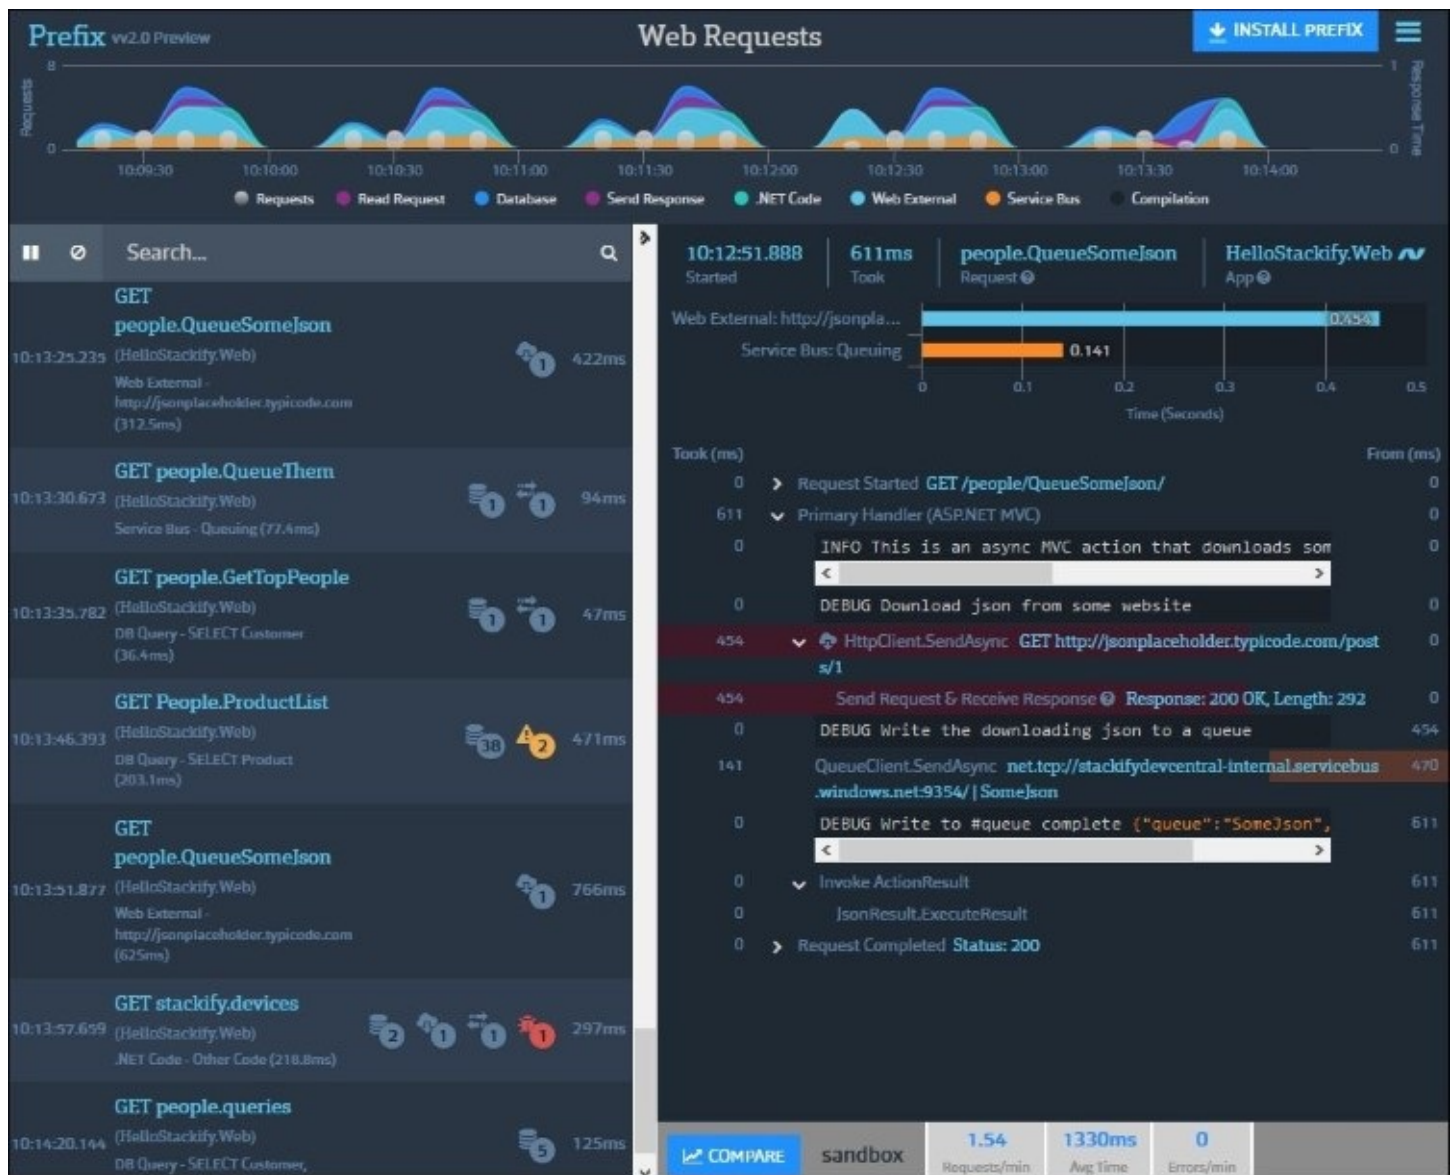 Prefix vv2.0 Preview
Web Requests
INSTALL PREFIX
8
1
Requests
Response Time
0
0
10:09:30 10:10:00 10:10:30 10:11:00 10:11:30 10:12:00 10:12:30 10:13:00 10:13:30 10:14:00
Requests Read Request Database Send Response .NET Code Web External Service Bus Compilation
Search...
GET
people.QueueSomeJson
10:13:25.235 (HelloStackify.Web) 1 422ms
Web External -
http://jsonplaceholder.typicode.com
(312.5ms)
GET people.QueueThem
10:13:30.673 (HelloStackify.Web) 1 1 94ms
Service Bus - Queuing (77.4ms)
GET people.GetTopPeople
10:13:35.782 (HelloStackify.Web) 1 1 47ms
DB Query - SELECT Customer
(36.4ms)
GET People.ProductList
10:13:46.393 (HelloStackify.Web) 38 2 471ms
DB Query - SELECT Product
(203.1ms)
GET
people.QueueSomeJson
10:13:51.877 (HelloStackify.Web) 1 766ms
Web External -
http://jsonplaceholder.typicode.com
(625ms)
GET stackify.devices
10:13:57.659 (HelloStackify.Web) 2 1 1 1 297ms
.NET Code - Other Code (218.8ms)
GET people.queries
10:14:20.144 (HelloStackify.Web) 5 125ms
DB Query - SELECT Customer,
10:12:51.888 611ms people.QueueSomeJson HelloStackify.Web
Started Took Request App
Web External: http://jsonpla... 0.454
Service Bus: Queuing 0.141
0 0.1 0.2 0.3 0.4 0.5
Time (Seconds)
Took (ms) From (ms)
0 Request Started GET /people/QueueSomeJson/ 0
611 Primary Handler (ASP.NET MVC) 0
0 INFO This is an async MVC action that downloads som 0
0 DEBUG Download json from some website 0
454 HttpClient.SendAsync GET http://jsonplaceholder.typicode.com/post 0
s/1
454 Send Request & Receive Response Response: 200 OK, Length: 292 0
0 DEBUG Write the downloading json to a queue 454
141 QueueClient.SendAsync net.tcp://stackifydevcentral-internal.servicebus 470
.windows.net:9354/ | SomeJson
0 DEBUG Write to #queue complete {"queue":"SomeJson", 611
0 Invoke ActionResult 611
0 JsonResult.ExecuteResult 611
0 Request Completed Status: 200 611
COMPARE sandbox
1.54 1330ms 0
Requests/min Avg Time Errors/min